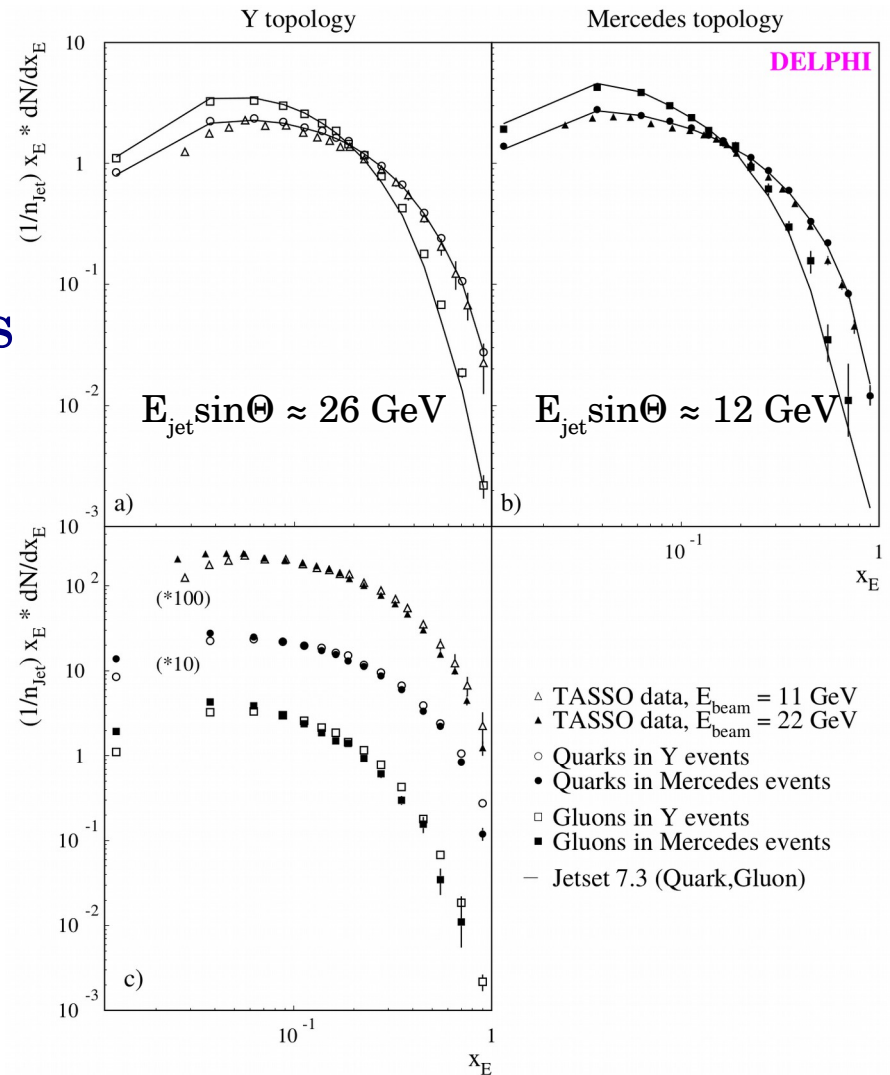 Y topology
Mercedes topology
DELPHI
(1/n_Jet) x_E * dN/dx_E
10
1
10^-1
10^-2
10^-3
s
E_jet sinΘ ≈ 26 GeV
E_jet sinΘ ≈ 12 GeV
a)
b)
10^-1
1
x_E
(1/n_Jet) x_E * dN/dx_E
10^2
10
1
10^-1
10^-2
10^-3
(*100)
(*10)
c)
10^-1
1
x_E
TASSO data, E_beam = 11 GeV
TASSO data, E_beam = 22 GeV
Quarks in Y events
Quarks in Mercedes events
Gluons in Y events
Gluons in Mercedes events
Jetset 7.3 (Quark,Gluon)